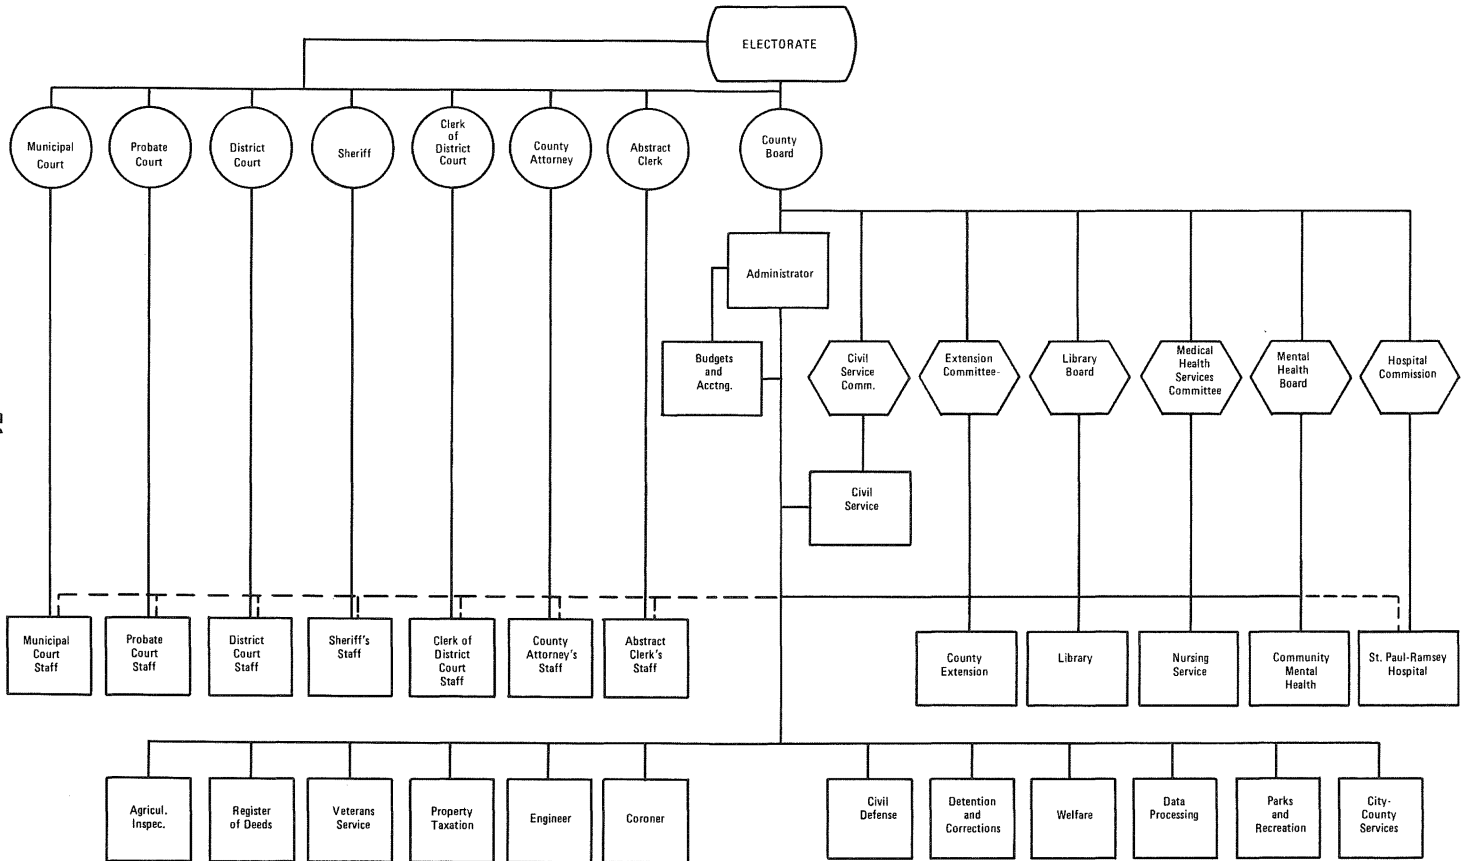 ELECTORATE
Municipal
Court
Probate
Court
District
Court
Sheriff
Clerk
of
District
Court
County
Attorney
Abstract
Clerk
County
Board
Administrator
Budgets
and
Acctng.
Civil
Service
Comm.
Extension
Committee-
Library
Board
Medical
Health
Services
Committee
Mental
Health
Board
Hospital
Commission
Civil
Service
Municipal
Court
Staff
Probate
Court
Staff
District
Court
Staff
Sheriff's
Staff
Clerk of
District
Court
Staff
County
Attorney's
Staff
Abstract
Clerk's
Staff
County
Extension
Library
Nursing
Service
Community
Mental
Health
St. Paul-Ramsey
Hospital
Agricul.
Inspec.
Register
of Deeds
Veterans
Service
Property
Taxation
Engineer
Coroner
Civil
Defense
Detention
and
Corrections
Welfare
Data
Processing
Parks
and
Recreation
City-
County
Services